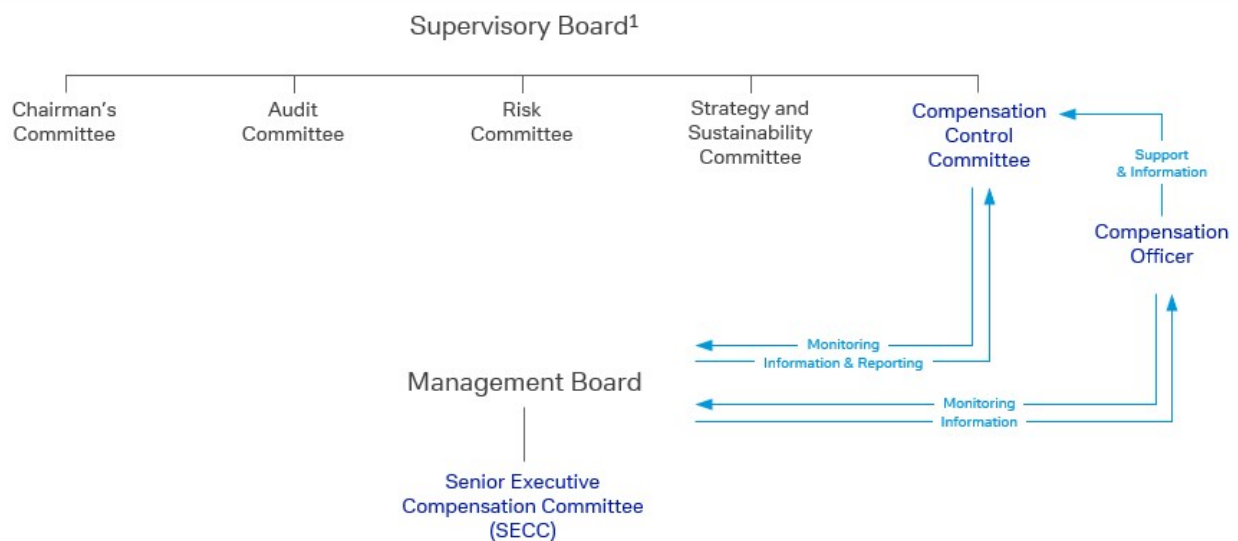 Supervisory Board¹
Chairman's
Committee
Audit
Committee
Risk
Committee
Strategy and
Sustainability
Committee
Compensation
Control
Committee
Support
& Information
Compensation
Officer
Monitoring
Information & Reporting
Management Board
Monitoring
Information
Senior Executive
Compensation Committee
(SECC)